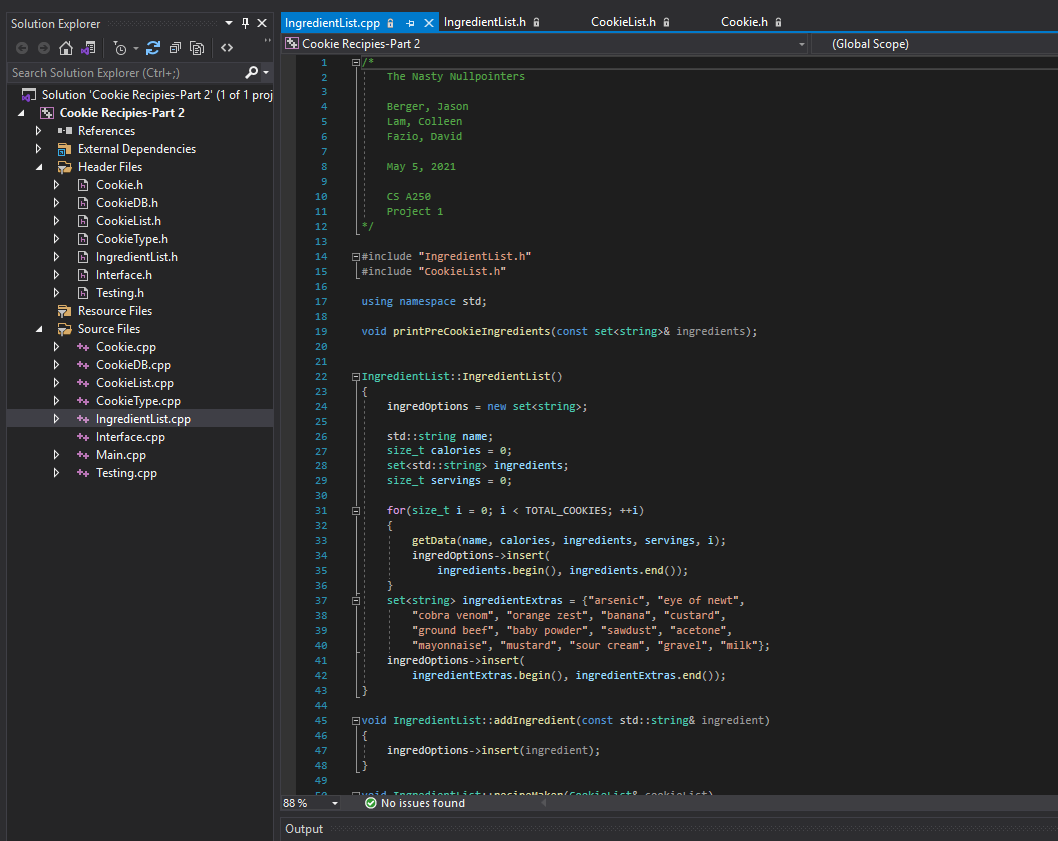 Solution Explorer
Search Solution Explorer (Ctrl+;)
Solution 'Cookie Recipies-Part 2' (1 of 1 proj
Cookie Recipies-Part 2
References
External Dependencies
Header Files
Cookie.h
CookieDB.h
CookieList.h
CookieType.h
IngredientList.h
Interface.h
Testing.h
Resource Files
Source Files
Cookie.cpp
CookieDB.cpp
CookieList.cpp
CookieType.cpp
IngredientList.cpp
Interface.cpp
Main.cpp
Testing.cpp
IngredientList.cpp IngredientList.h CookieList.h Cookie.h
Cookie Recipies-Part 2 (Global Scope)
1 /*
2 The Nasty Nullpointers
3
4 Berger, Jason
5 Lam, Colleen
6 Fazio, David
7
8 May 5, 2021
9
10 CS A250
11 Project 1
12 */
13
14 #include "IngredientList.h"
15 #include "CookieList.h"
16
17 using namespace std;
18
19 void printPreCookieIngredients(const set<string>& ingredients);
20
21
22 IngredientList::IngredientList()
23 {
24 ingredOptions = new set<string>;
25
26 std::string name;
27 size_t calories = 0;
28 set<std::string> ingredients;
29 size_t servings = 0;
30
31 for(size_t i = 0; i < TOTAL_COOKIES; ++i)
32 {
33 getData(name, calories, ingredients, servings, i);
34 ingredOptions->insert(
35 ingredients.begin(), ingredients.end());
36 }
37 set<string> ingredientExtras = {"arsenic", "eye of newt",
38 "cobra venom", "orange zest", "banana", "custard",
39 "ground beef", "baby powder", "sawdust", "acetone",
40 "mayonnaise", "mustard", "sour cream", "gravel", "milk"};
41 ingredOptions->insert(
42 ingredientExtras.begin(), ingredientExtras.end());
43 }
44
45 void IngredientList::addIngredient(const std::string& ingredient)
46 {
47 ingredOptions->insert(ingredient);
48 }
49
50 void IngredientList::recipeMaker(CookieList& cookieList)
88 % No issues found
Output